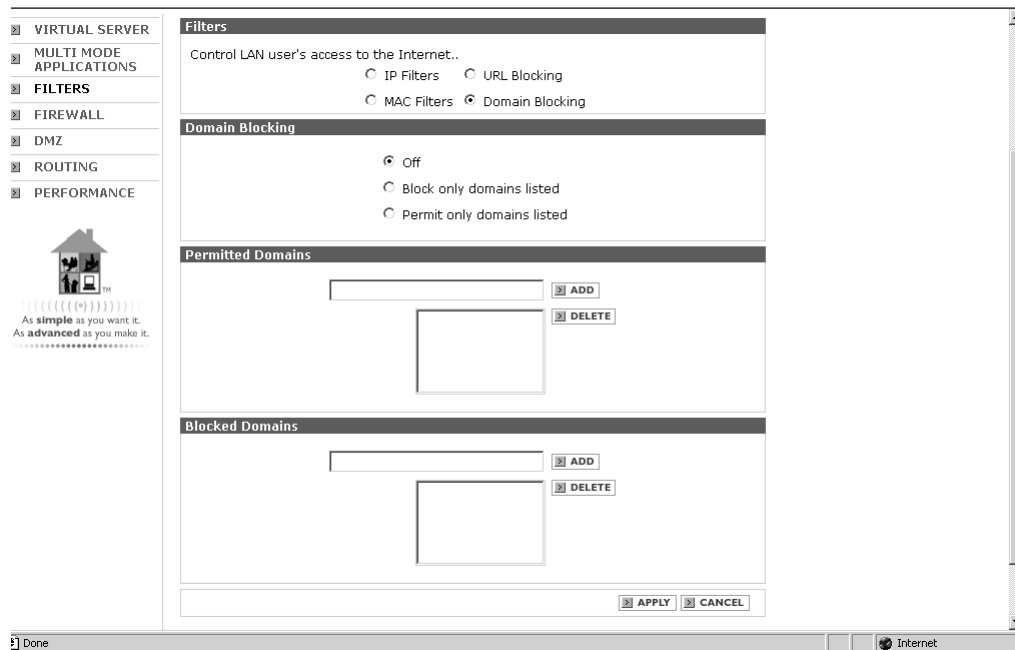 VIRTUAL SERVER
MULTI MODE
APPLICATIONS
FILTERS
FIREWALL
DMZ
ROUTING
PERFORMANCE
TM
((((((((•))))))))
As simple as you want it.
As advanced as you make it.
Filters
Control LAN user's access to the Internet..
IP Filters URL Blocking
MAC Filters Domain Blocking
Domain Blocking
Off
Block only domains listed
Permit only domains listed
Permitted Domains
ADD
DELETE
Blocked Domains
ADD
DELETE
APPLY CANCEL
Done Internet